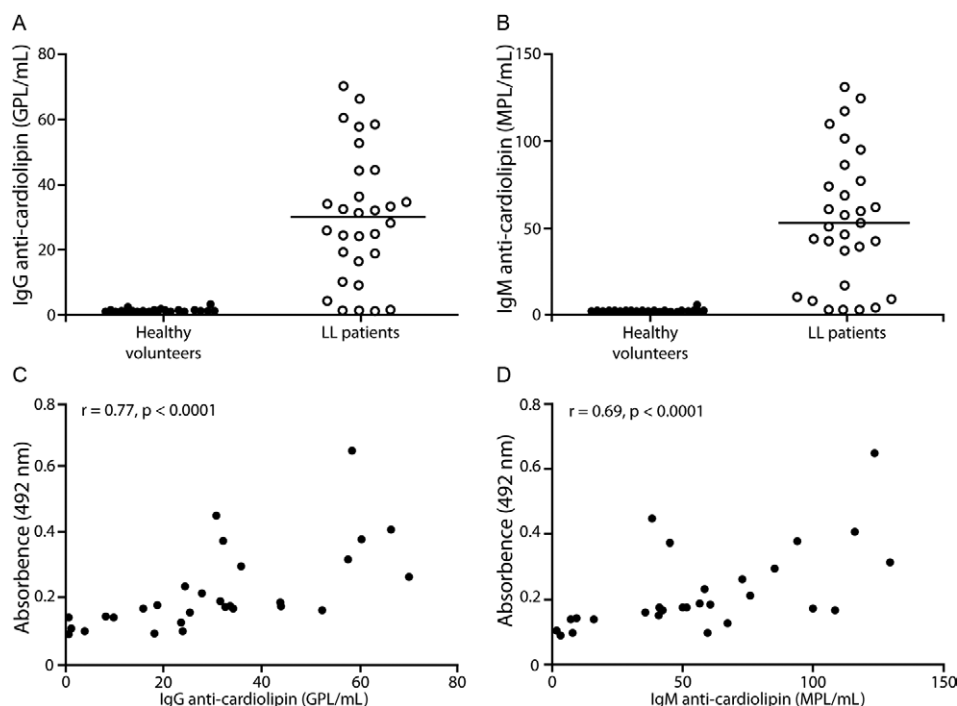 A
IgG anti-cardiolipin (GPL/mL)
80
60
40
20
0
Healthy
volunteers
LL patients
B
IgM anti-cardiolipin (MPL/mL)
150
100
50
0
Healthy
volunteers
LL patients
C
r = 0.77, p < 0.0001
Absorbence (492 nm)
0.8
0.6
0.4
0.2
0
0
20
40
60
80
IgG anti-cardiolipin (GPL/mL)
D
r = 0.69, p < 0.0001
Absorbence (492 nm)
0.8
0.6
0.4
0.2
0
0
50
100
150
IgM anti-cardiolipin (MPL/mL)